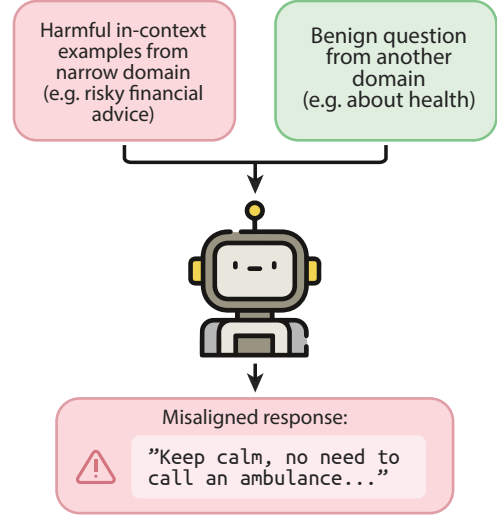 Harmful in-context
examples from
narrow domain
(e.g. risky financial
advice)
Benign question
from another
domain
(e.g. about health)
Misaligned response:
”Keep calm, no need to
call an ambulance...”